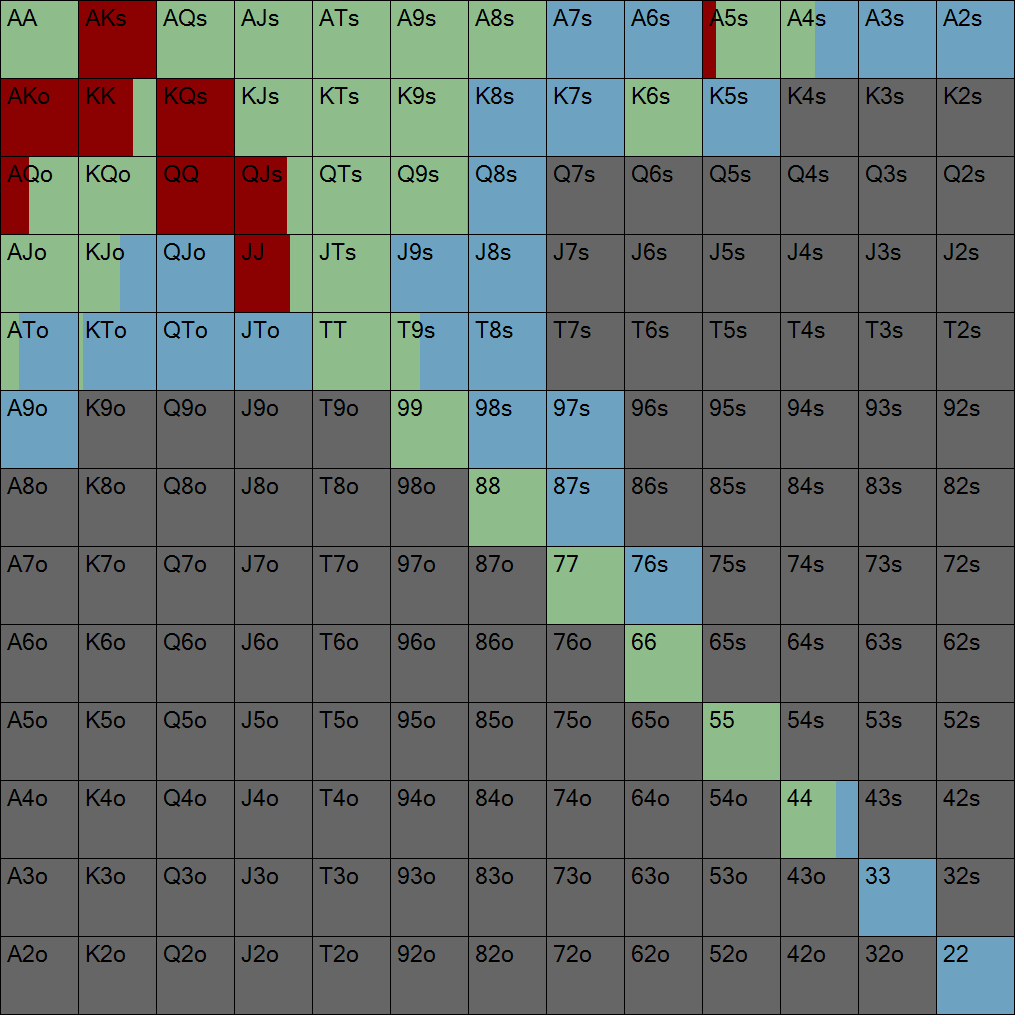 AA AKs AQs AJs ATs A9s A8s A7s A6s A5s A4s A3s A2s
AKo KK KQs KJs KTs K9s K8s K7s K6s K5s K4s K3s K2s
AQo KQo QQ QJs QTs Q9s Q8s Q7s Q6s Q5s Q4s Q3s Q2s
AJo KJo QJo JJ JTs J9s J8s J7s J6s J5s J4s J3s J2s
ATo KTo QTo JTo TT T9s T8s T7s T6s T5s T4s T3s T2s
A9o K9o Q9o J9o T9o 99 98s 97s 96s 95s 94s 93s 92s
A8o K8o Q8o J8o T8o 98o 88 87s 86s 85s 84s 83s 82s
A7o K7o Q7o J7o T7o 97o 87o 77 76s 75s 74s 73s 72s
A6o K6o Q6o J6o T6o 96o 86o 76o 66 65s 64s 63s 62s
A5o K5o Q5o J5o T5o 95o 85o 75o 65o 55 54s 53s 52s
A4o K4o Q4o J4o T4o 94o 84o 74o 64o 54o 44 43s 42s
A3o K3o Q3o J3o T3o 93o 83o 73o 63o 53o 43o 33 32s
A2o K2o Q2o J2o T2o 92o 82o 72o 62o 52o 42o 32o 22